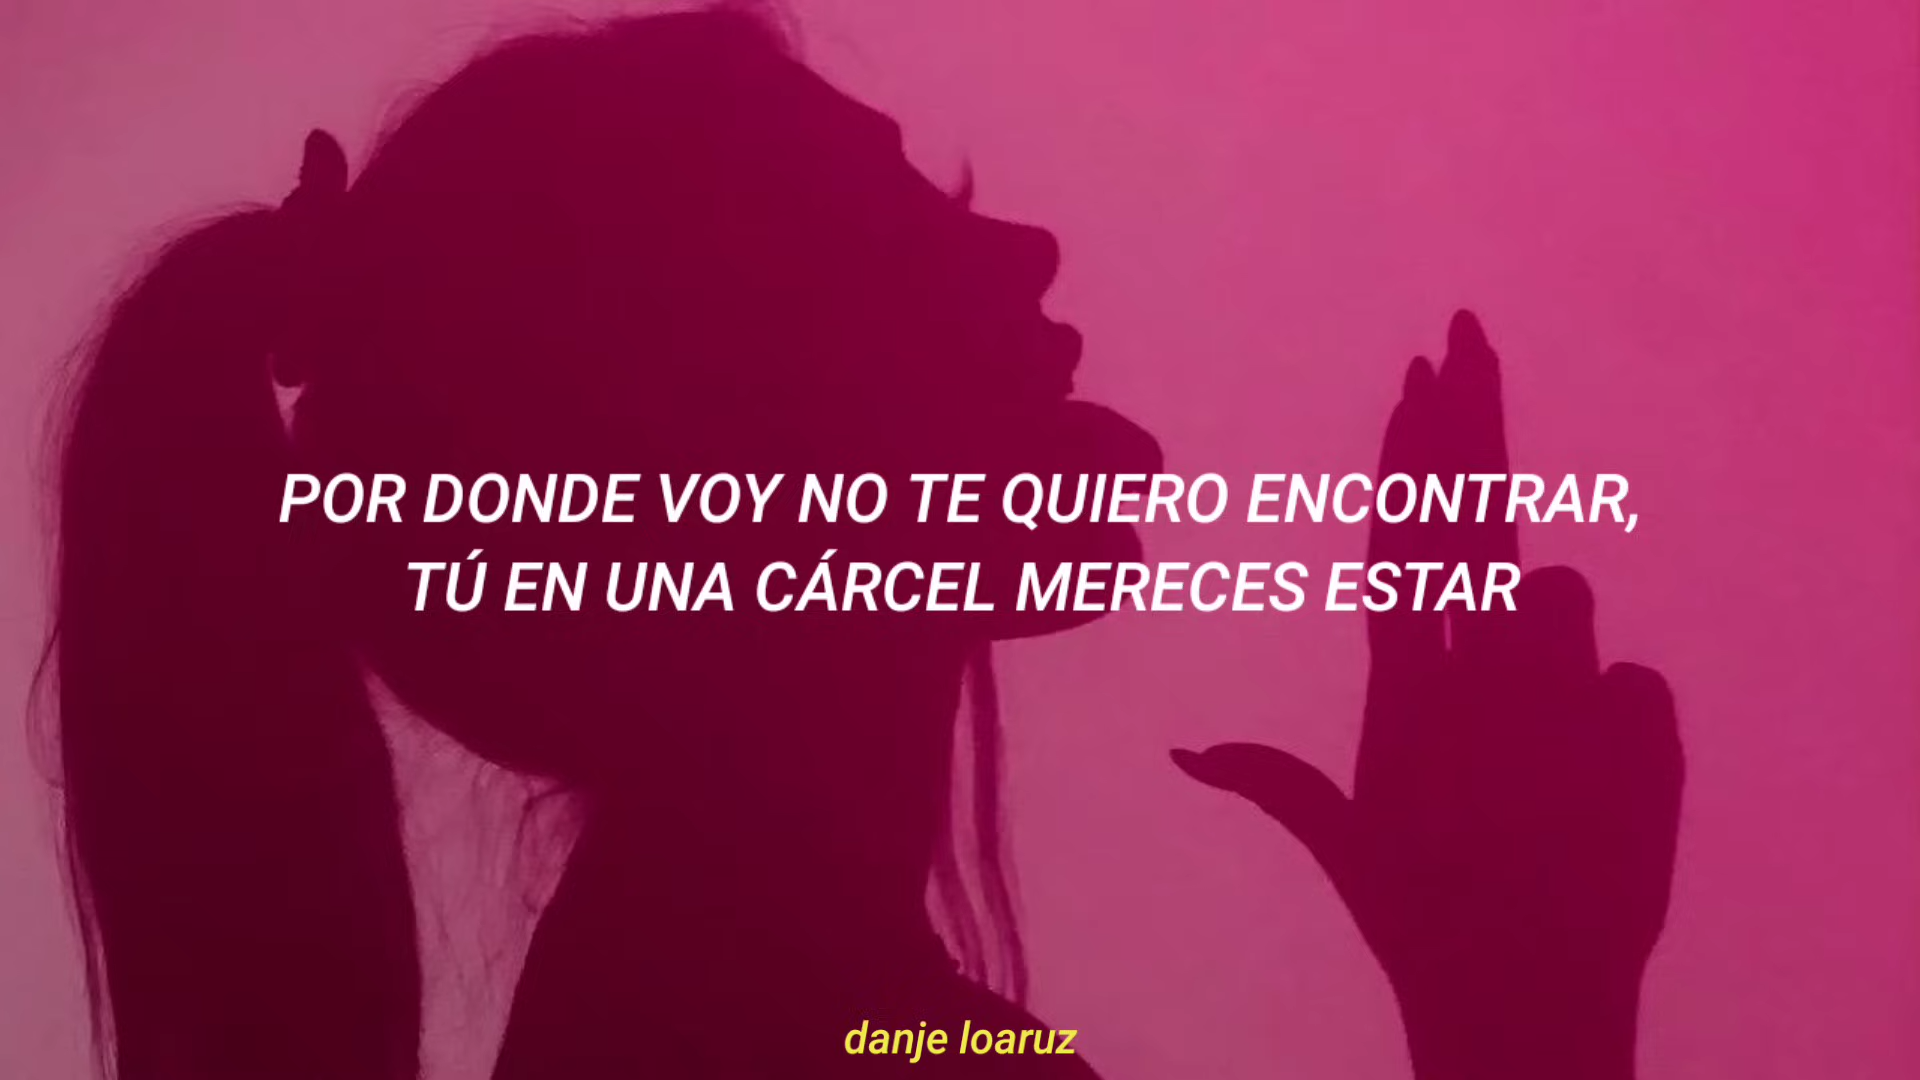 POR DONDE VOY NO TE QUIERO ENCONTRAR,
TÚ EN UNA CÁRCEL MERECES ESTAR
danje loaruz